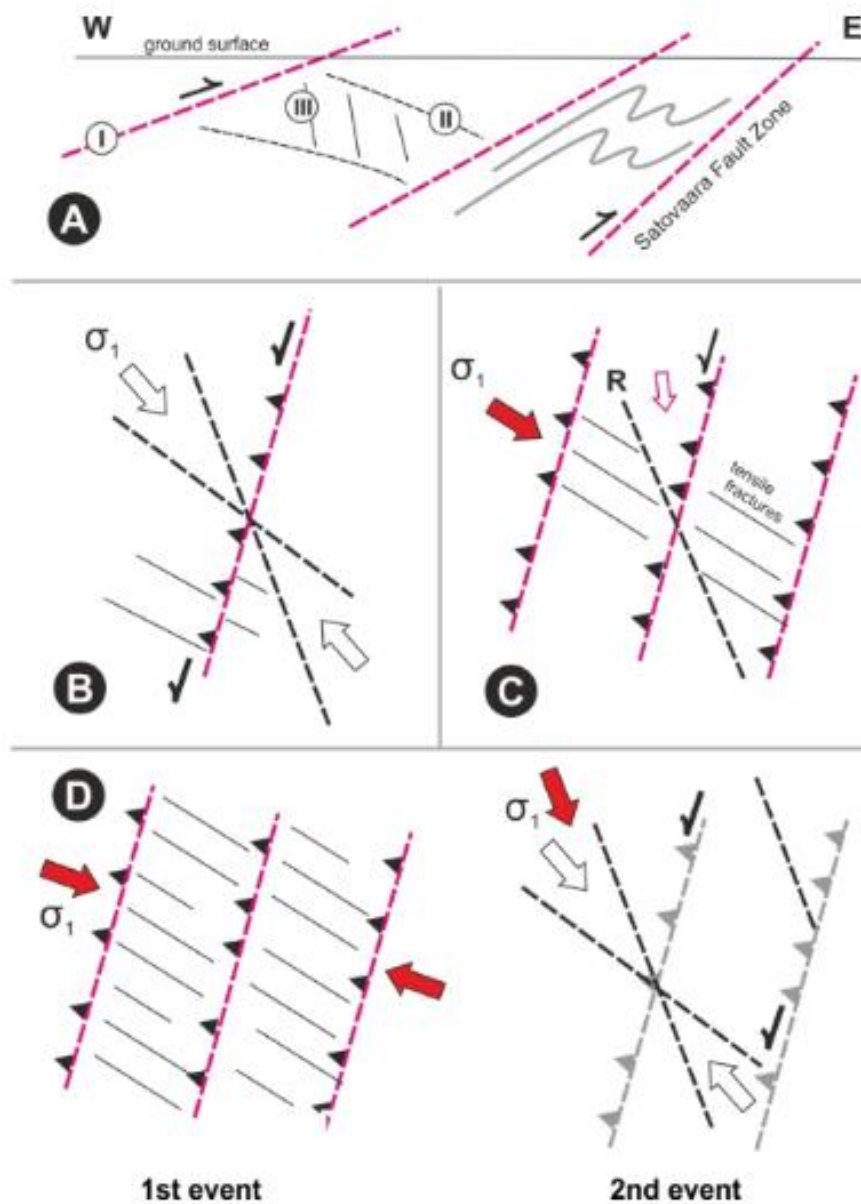 W
E
ground surface
I
III
II
Satovaara Fault Zone
A
σ₁
B
σ₁
R
tensile
fractures
C
D
σ₁
σ₁
1st event
2nd event